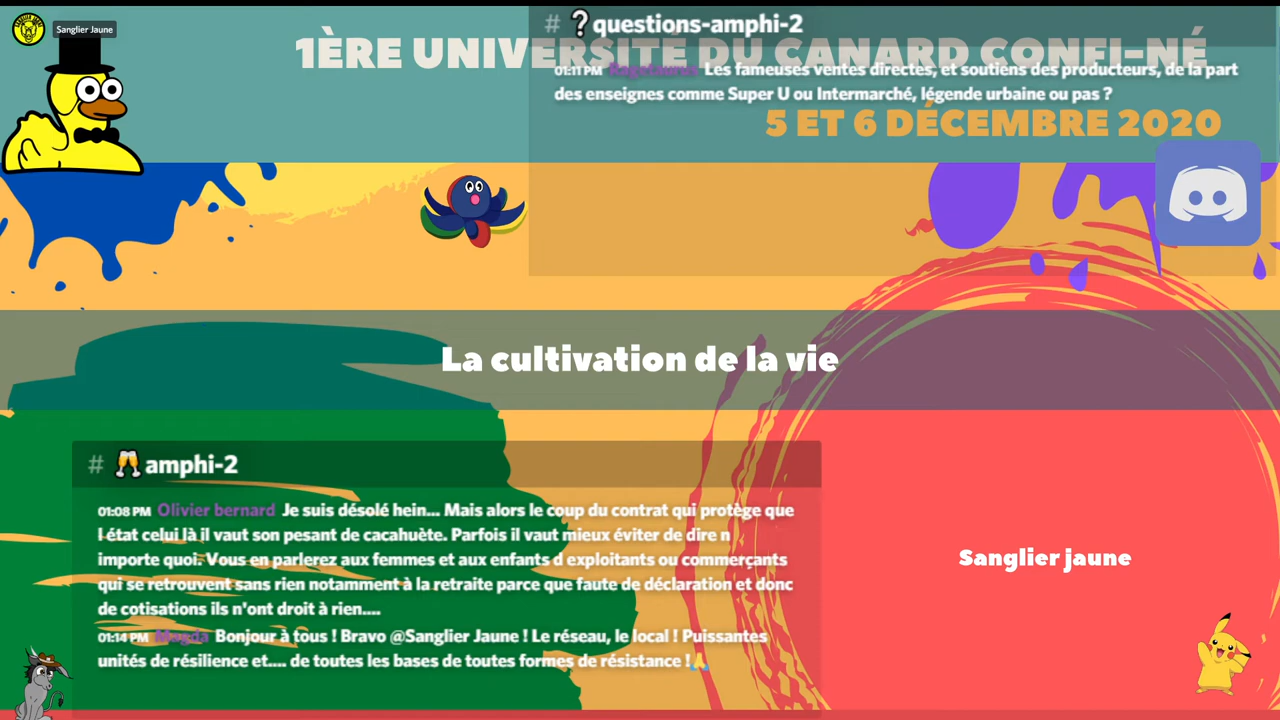 Sanglier Jaune
1ÈRE UNIVERSITÉ DU CANARD CONFI-NÉ
5 ET 6 DÉCEMBRE 2020
# ❓questions-amphi-2
01:11 PM Les fameuses ventes directes, et soutiens des producteurs, de la part
des enseignes comme Super U ou Intermarché, légende urbaine ou pas ?
La cultivation de la vie
# 🥂amphi-2
01:08 PM Olivier bernard Je suis désolé hein... Mais alors le coup du contrat qui protège que
l état celui là il vaut son pesant de cacahuète. Parfois il vaut mieux éviter de dire n
importe quoi. Vous en parlerez aux femmes et aux enfants d exploitants ou commerçants
qui se retrouvent sans rien notamment à la retraite parce que faute de déclaration et donc
de cotisations ils n'ont droit à rien....
01:14 PM Magda Bonjour à tous ! Bravo @Sanglier Jaune ! Le réseau, le local ! Puissantes
unités de résilience et.... de toutes les bases de toutes formes de résistance !🙏
Sanglier jaune